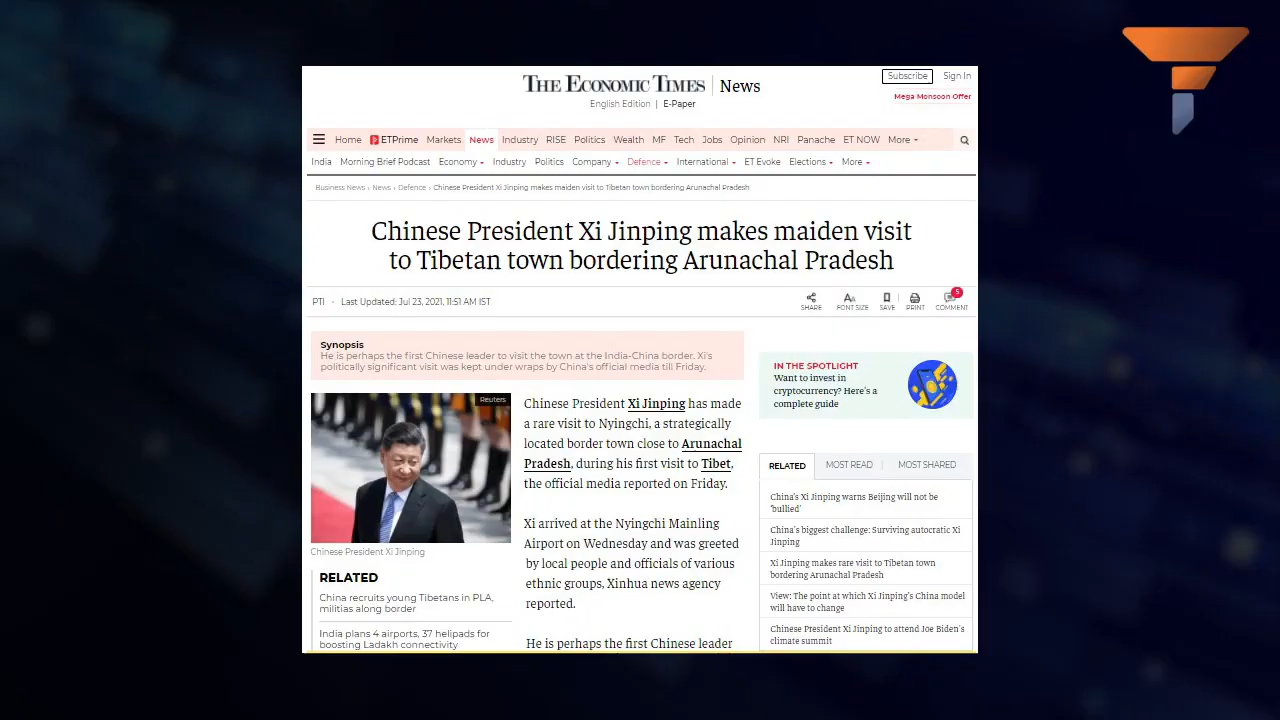 THE ECONOMIC TIMES | News
Subscribe Sign In
English Edition | E-Paper
Mega Monsoon Offer
Home ETPrime Markets News Industry RISE Politics Wealth MF Tech Jobs Opinion NRI Panache ET NOW More
India Morning Brief Podcast Economy Industry Politics Company Defence International ET Evoke Elections More
Business News › News › Defence › Chinese President Xi Jinping makes maiden visit to Tibetan town bordering Arunachal Pradesh
Chinese President Xi Jinping makes maiden visit
to Tibetan town bordering Arunachal Pradesh
PTI · Last Updated: Jul 23, 2021, 11:51 AM IST
SHARE FONT SIZE SAVE PRINT COMMENT
5
Synopsis
He is perhaps the first Chinese leader to visit the town at the India-China border. Xi's
politically significant visit was kept under wraps by China's official media till Friday.
Reuters
Chinese President Xi Jinping
RELATED
China recruits young Tibetans in PLA,
militias along border
India plans 4 airports, 37 helipads for
boosting Ladakh connectivity
Chinese President Xi Jinping has made
a rare visit to Nyingchi, a strategically
located border town close to Arunachal
Pradesh, during his first visit to Tibet,
the official media reported on Friday.
Xi arrived at the Nyingchi Mainling
Airport on Wednesday and was greeted
by local people and officials of various
ethnic groups, Xinhua news agency
reported.
He is perhaps the first Chinese leader
IN THE SPOTLIGHT
Want to invest in
cryptocurrency? Here's a
complete guide
RELATED MOST READ | MOST SHARED
China's Xi Jinping warns Beijing will not be
'bullied'
China's biggest challenge: Surviving autocratic Xi
Jinping
Xi Jinping makes rare visit to Tibetan town
bordering Arunachal Pradesh
View: The point at which Xi Jinping's China model
will have to change
Chinese President Xi Jinping to attend Joe Biden's
climate summit